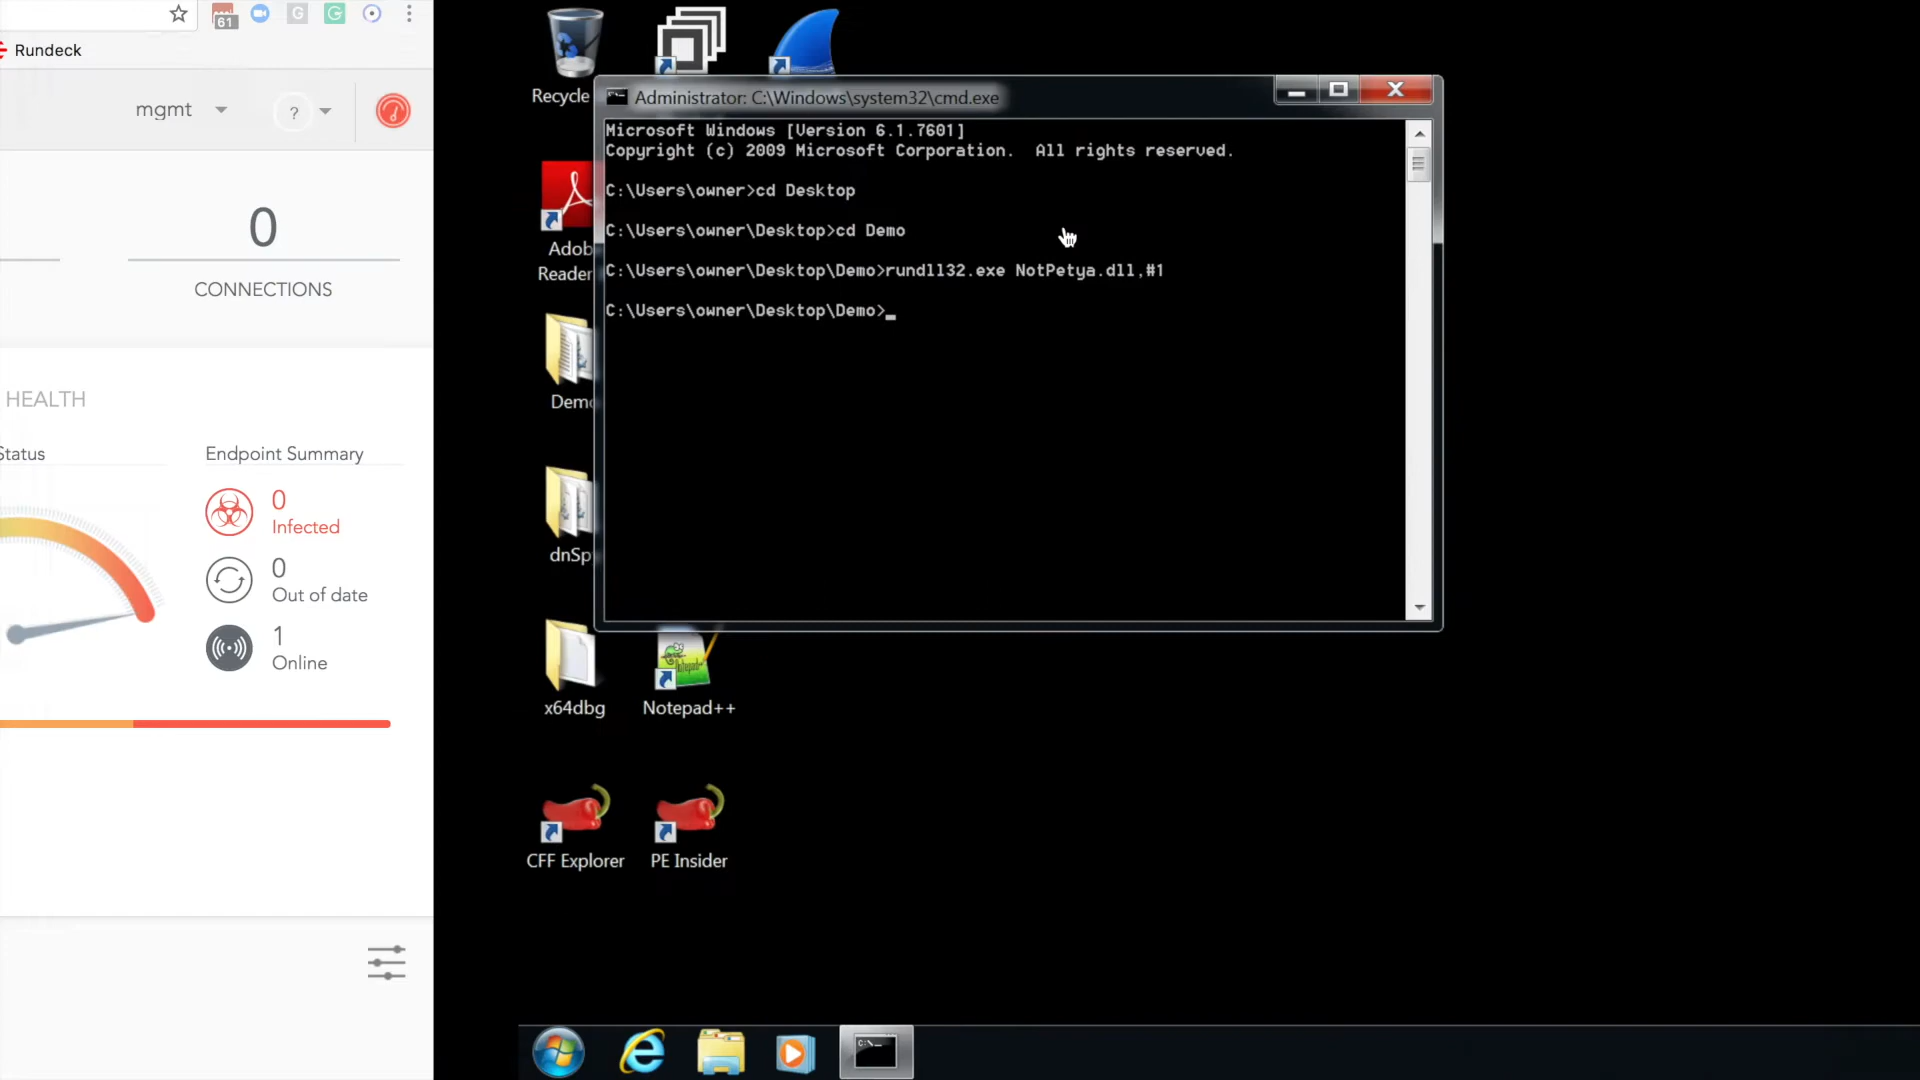 61
Rundeck
mgmt
?
0
CONNECTIONS
HEALTH
Status
Endpoint Summary
0
Infected
0
Out of date
1
Online
Recycle
Adob
Reader
Demo
dnSp
x64dbg
Notepad++
CFF Explorer
PE Insider
Administrator: C:\Windows\system32\cmd.exe
Microsoft Windows [Version 6.1.7601]
Copyright (c) 2009 Microsoft Corporation.  All rights reserved.
C:\Users\owner>cd Desktop
C:\Users\owner\Desktop>cd Demo
C:\Users\owner\Desktop\Demo>rundll32.exe NotPetya.dll,#1
C:\Users\owner\Desktop\Demo>_